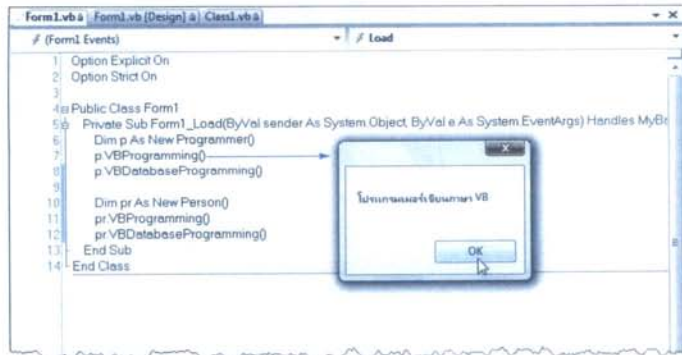 Form1.vb Form1.vb [Design] Class1.vb
(Form1 Events) Load
1 Option Explicit On
2 Option Strict On
3
4 Public Class Form1
5 Private Sub Form1_Load(ByVal sender As System.Object, ByVal e As System.EventArgs) Handles MyBa
6 Dim p As New Programmer()
7 p.VBProgramming()
8 p.VBDatabaseProgramming()
9
10 Dim pr As New Person()
11 pr.VBProgramming()
12 pr.VBDatabaseProgramming()
13 End Sub
14 End Class
โปรแกรมเมอร์เขียนภาษา VB
OK